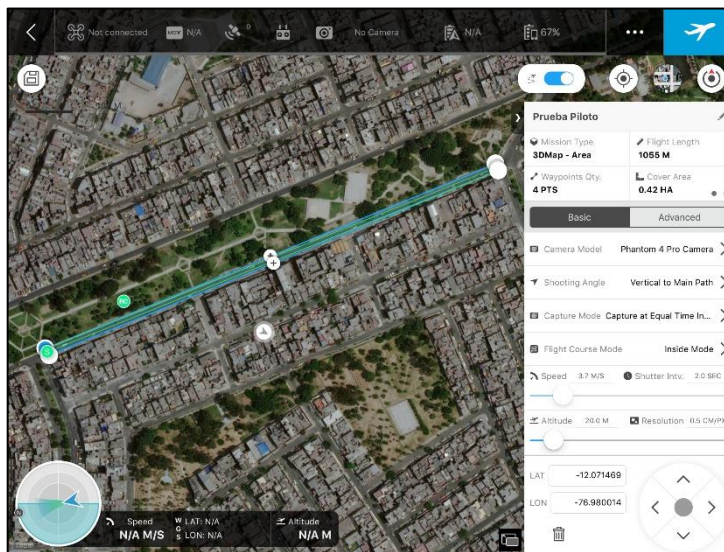 Not connected N/A 0 No Camera N/A 67%
Prueba Piloto
Mission Type
3DMap - Area
Flight Length
1055 M
Waypoints Qty.
4 PTS
Cover Area
0.42 HA
Basic Advanced
Camera Model Phantom 4 Pro Camera
Shooting Angle Vertical to Main Path
Capture Mode Capture at Equal Time In...
Flight Course Mode Inside Mode
Speed 3.7 M/S Shutter Intv. 2.0 SEC
Altitude 20.0 M Resolution 0.5 CM/PX
LAT -12.071469
LON -76.980014
RC
S
Speed
N/A M/S
WGS
LAT: N/A
LON: N/A
Altitude
N/A M